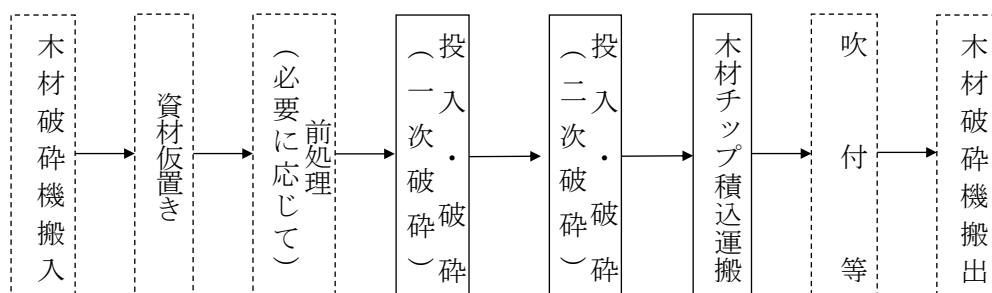 木材破砕機搬入
資材仮置き
前処理
(必要に応じて)
投入・破砕
(一次破砕)
投入・破砕
(二次破砕)
木材チップ積込運搬
吹付等
木材破砕機搬出